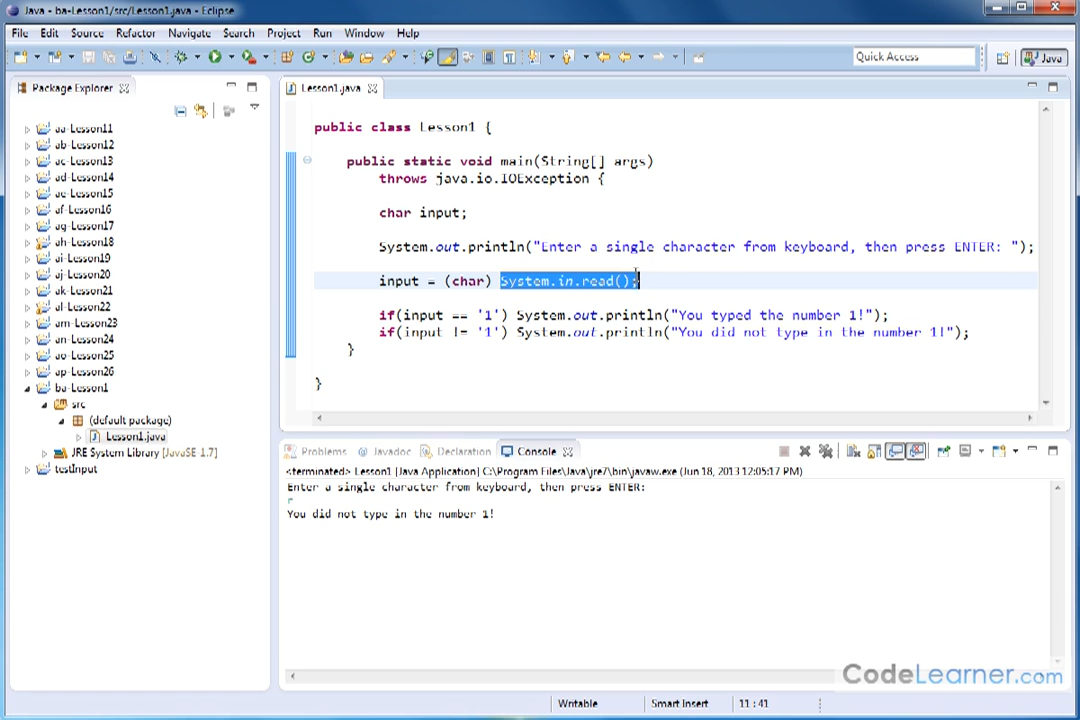 Java - ba-Lesson1/src/Lesson1.java - Eclipse
File Edit Source Refactor Navigate Search Project Run Window Help
Quick Access
Java
Package Explorer
Lesson1.java
aa-Lesson11
ab-Lesson12
ac-Lesson13
ad-Lesson14
ae-Lesson15
af-Lesson16
ag-Lesson17
ah-Lesson18
ai-Lesson19
aj-Lesson20
ak-Lesson21
al-Lesson22
am-Lesson23
an-Lesson24
ao-Lesson25
ap-Lesson26
ba-Lesson1
src
(default package)
Lesson1.java
JRE System Library [JavaSE-1.7]
testInput
public class Lesson1 {
public static void main(String[] args)
throws java.io.IOException {
char input;
System.out.println("Enter a single character from keyboard, then press ENTER: ");
input = (char) System.in.read();
if(input == '1') System.out.println("You typed the number 1!");
if(input != '1') System.out.println("You did not type in the number 1!");
}
}
Problems @ Javadoc Declaration Console
<terminated> Lesson1 [Java Application] C:\Program Files\Java\jre7\bin\javaw.exe (Jun 18, 2013 12:05:17 PM)
Enter a single character from keyboard, then press ENTER:
r
You did not type in the number 1!
CodeLearner.com
Writable Smart Insert 11 : 41